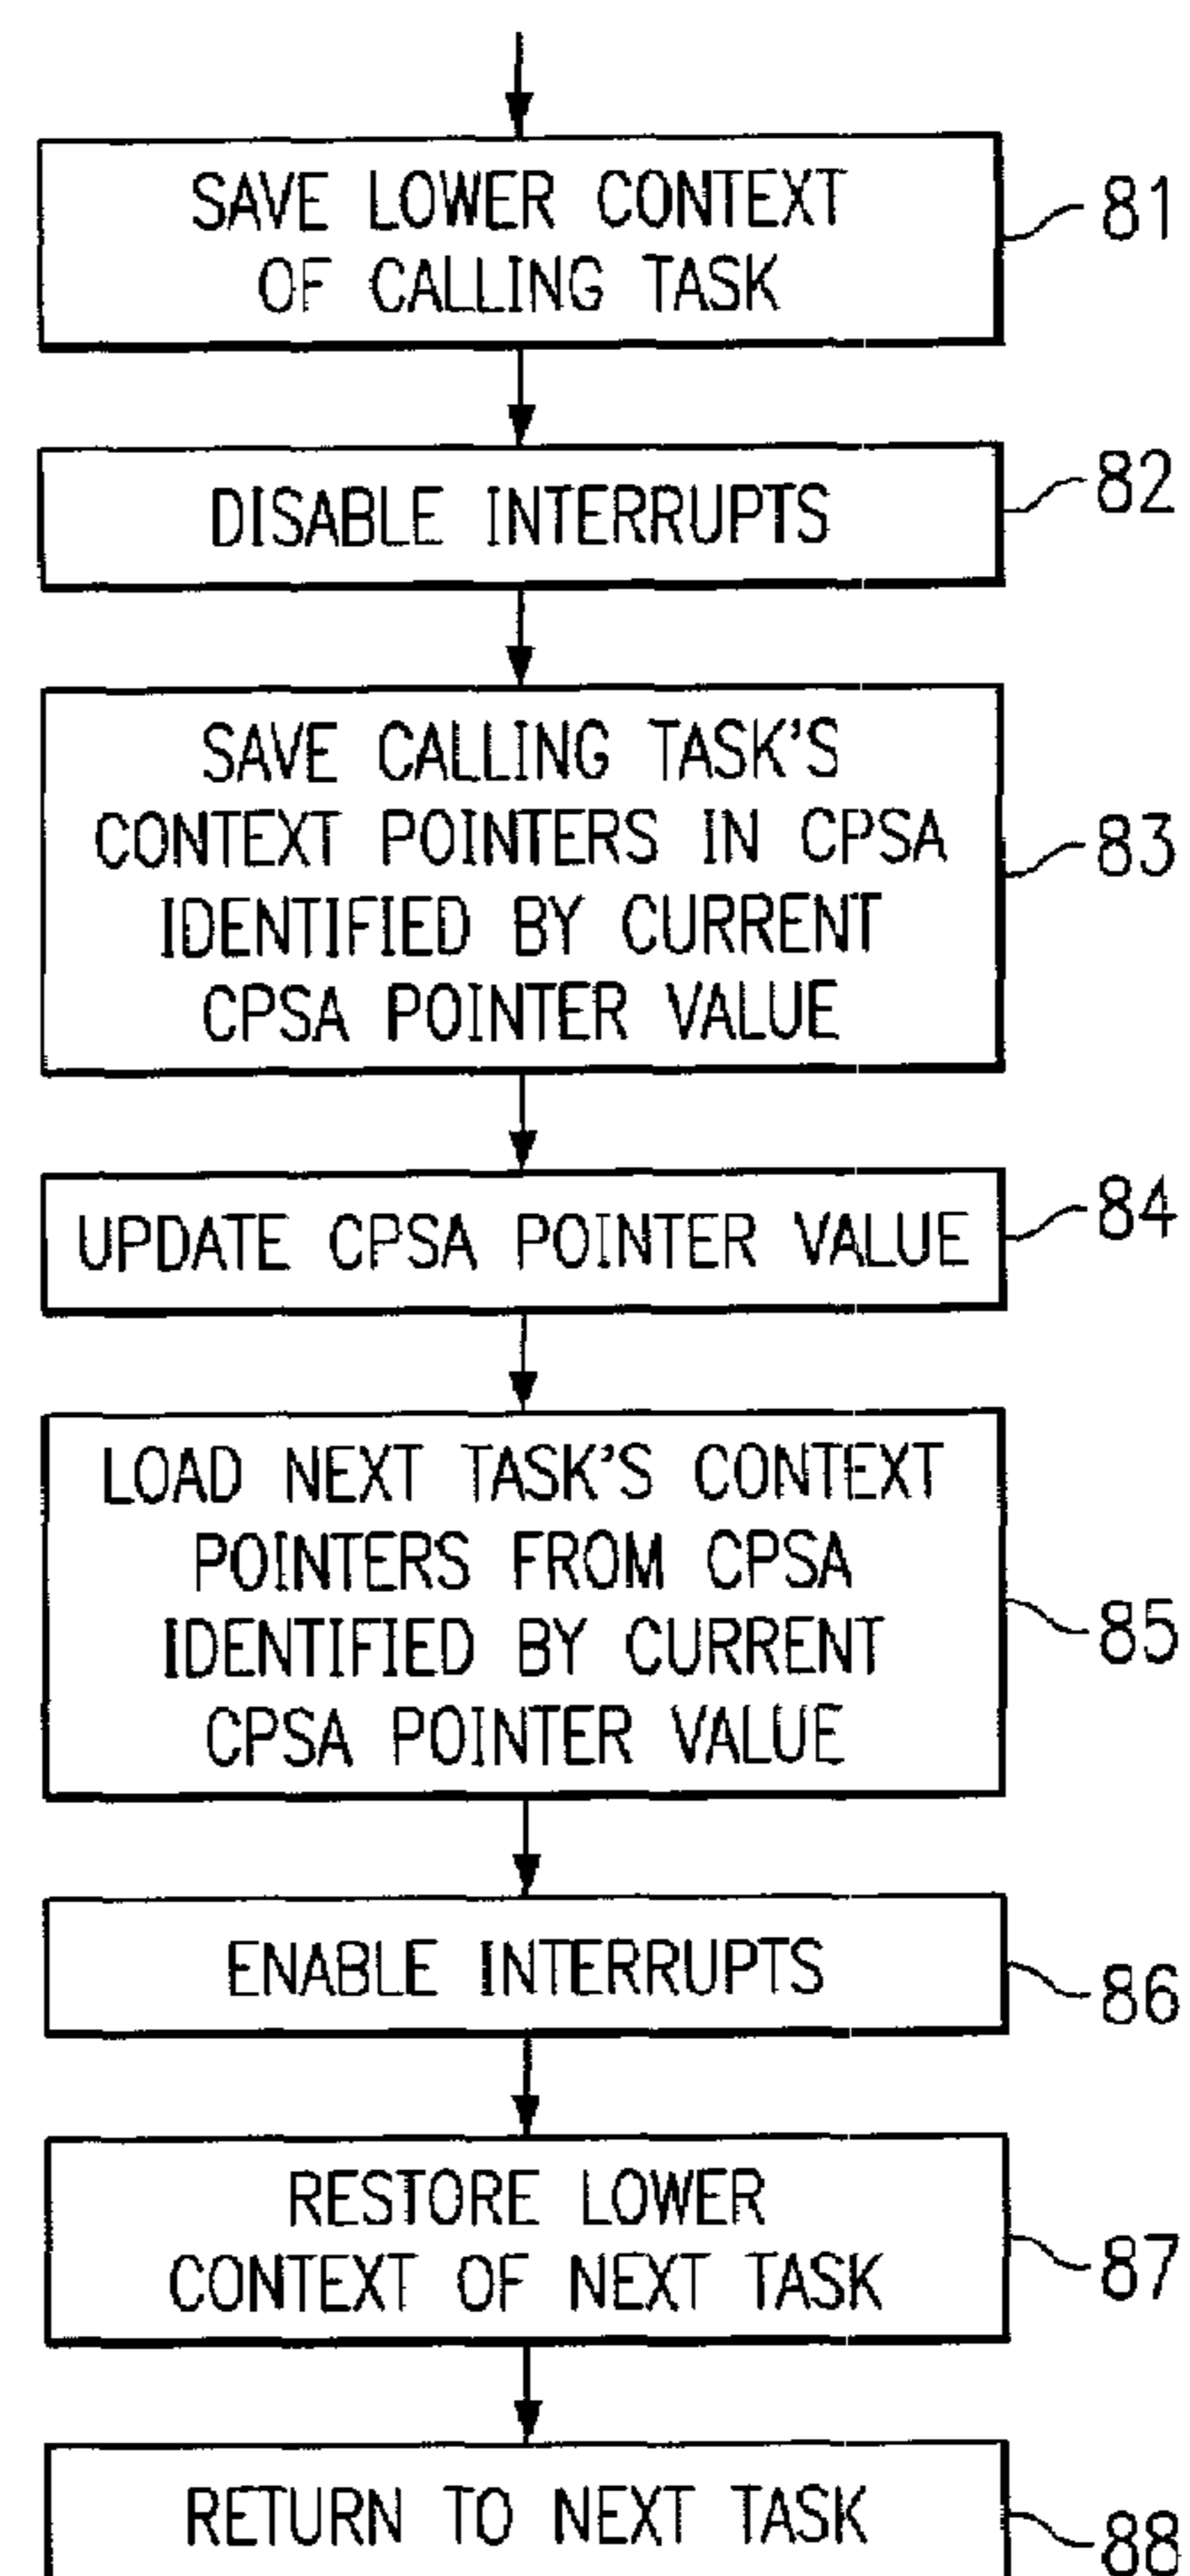 SAVE LOWER CONTEXT
OF CALLING TASK
81
DISABLE INTERRUPTS
82
SAVE CALLING TASK'S
CONTEXT POINTERS IN CPSA
IDENTIFIED BY CURRENT
CPSA POINTER VALUE
83
UPDATE CPSA POINTER VALUE
84
LOAD NEXT TASK'S CONTEXT
POINTERS FROM CPSA
IDENTIFIED BY CURRENT
CPSA POINTER VALUE
85
ENABLE INTERRUPTS
86
RESTORE LOWER
CONTEXT OF NEXT TASK
87
RETURN TO NEXT TASK
88